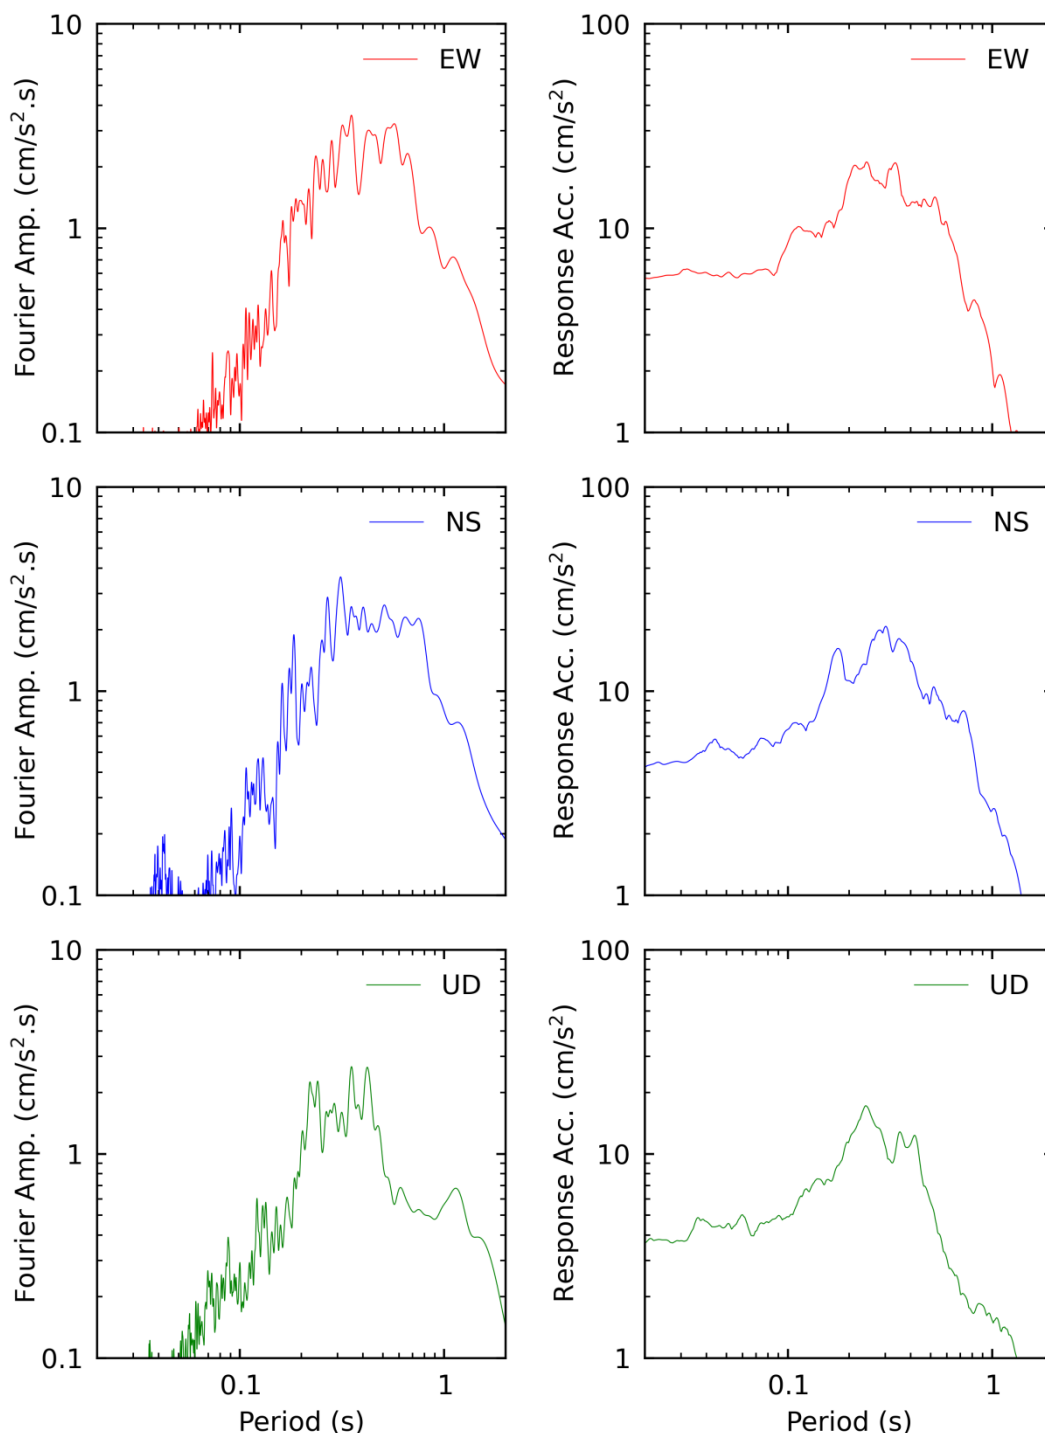 10
1
0.1
Fourier Amp. (cm/s².s)
EW
100
10
1
Response Acc. (cm/s²)
EW
10
1
0.1
Fourier Amp. (cm/s².s)
NS
100
10
1
Response Acc. (cm/s²)
NS
10
1
0.1
Fourier Amp. (cm/s².s)
UD
0.1 1
Period (s)
100
10
1
Response Acc. (cm/s²)
UD
0.1 1
Period (s)